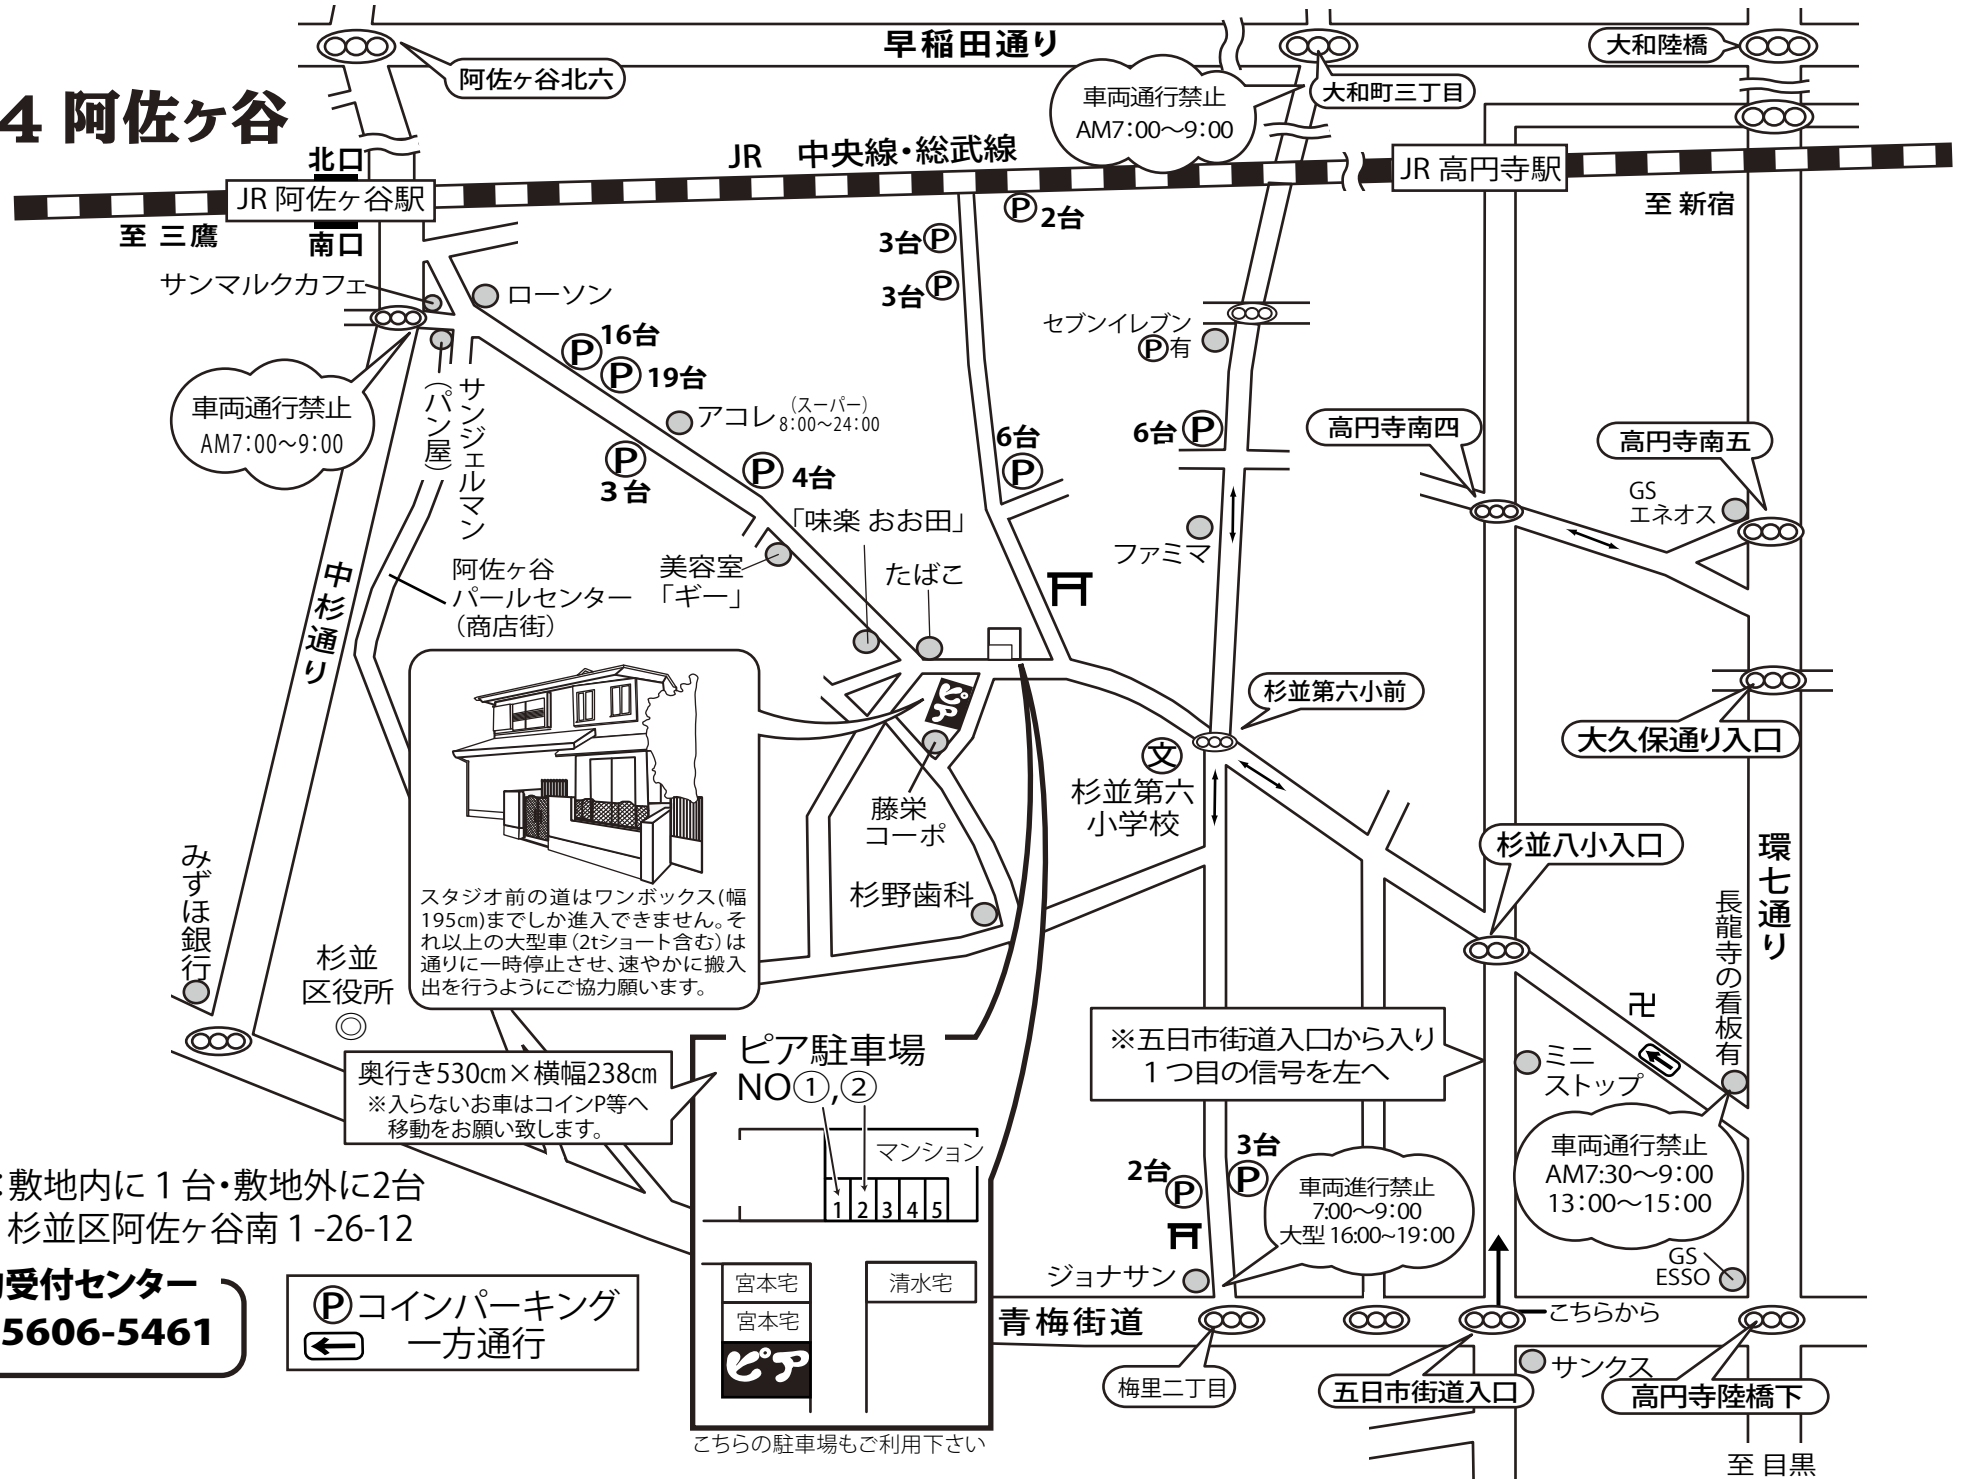 早稲田通り
阿佐ヶ谷北六
大和町三丁目
大和陸橋
4 阿佐ヶ谷
車両通行禁止
AM7:00～9:00
北口
JR 阿佐ヶ谷駅
南口
至 三鷹
JR 中央線・総武線
JR 高円寺駅
至 新宿
サンマルクカフェ
ローソン
P 2台
3台 P
3台 P
P 16台
P 19台
セブンイレブン
P有
車両通行禁止
AM7:00～9:00
サンジェルマン
（パン屋）
アコレ （スーパー）
8:00～24:00
P
3台
P 4台
6台
P
6台 P
高円寺南四
高円寺南五
GS
エネオス
「味楽 おお田」
ファミマ
美容室
「ギー」
たばこ
中杉通り
阿佐ヶ谷
パールセンター
（商店街）
ピア
杉並第六小前
大久保通り入口
文
杉並第六
小学校
藤栄
コーポ
杉野歯科
杉並八小入口
環七通り
長龍寺の看板有
みずほ銀行
杉並
区役所
◎
スタジオ前の道はワンボックス(幅
195㎝)までしか進入できません。そ
れ以上の大型車（2tショート含む）は
通りに一時停止させ、速やかに搬入
出を行うようにご協力願います。
卍
ミニ
ストップ
※五日市街道入口から入り
1つ目の信号を左へ
奥行き530㎝×横幅238㎝
※入らないお車はコインP等へ
移動をお願い致します。
ピア駐車場
NO①,②
マンション
1 2 3 4 5
宮本宅
清水宅
宮本宅
ピア
こちらの駐車場もご利用下さい
：敷地内に 1 台・敷地外に2台
杉並区阿佐ヶ谷南 1 -26-12
受付センター
5606-5461
Pコインパーキング
一方通行
2台 P
3台
P
車両進行禁止
7:00～9:00
大型 16:00～19:00
車両通行禁止
AM7:30～9:00
13:00～15:00
ジョナサン
GS
ESSO
こちらから
青梅街道
梅里二丁目
五日市街道入口
サンクス
高円寺陸橋下
至 目黒